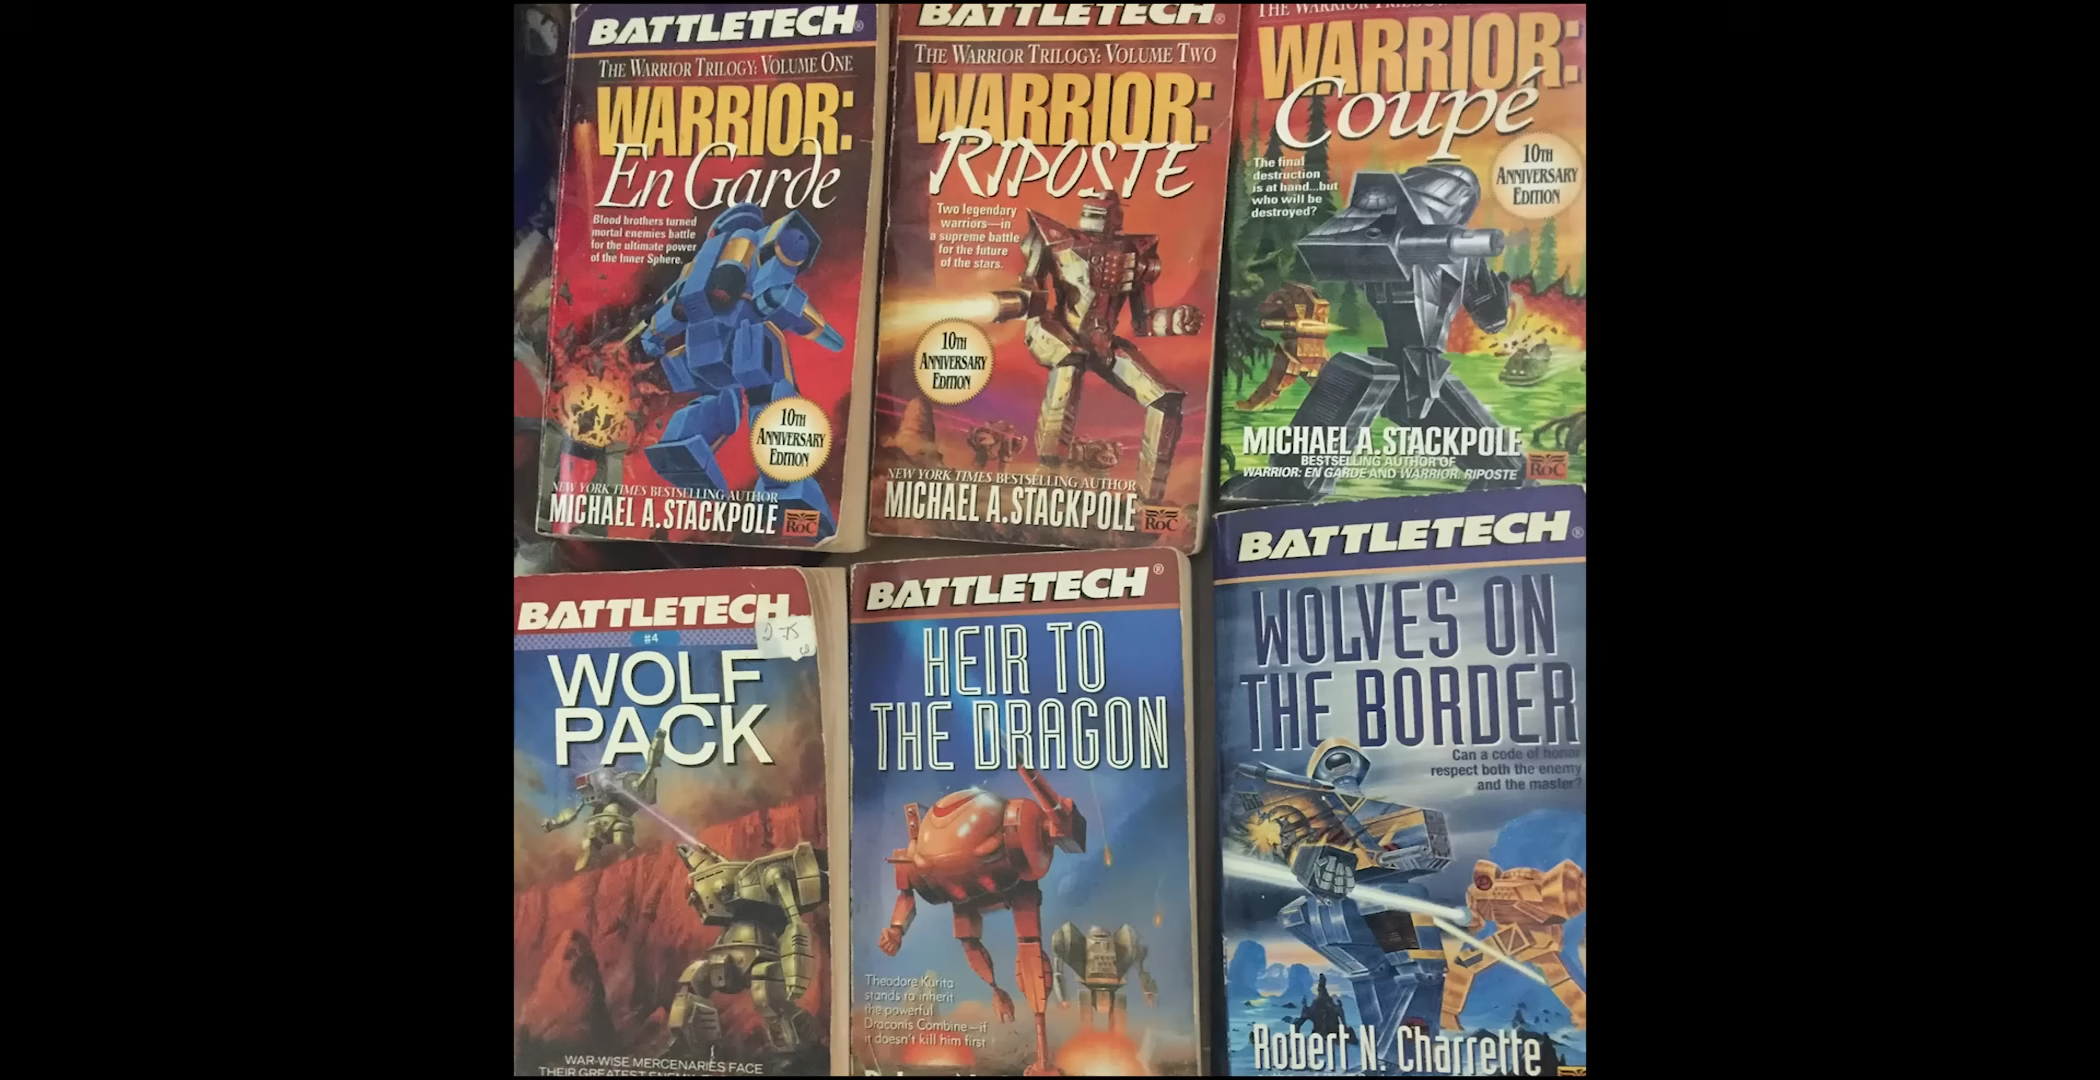 BATTLETECH®
THE WARRIOR TRILOGY: VOLUME ONE
WARRIOR:
En Garde
Blood brothers turned
mortal enemies battle
for the ultimate power
of the Inner Sphere.
10TH
ANNIVERSARY
EDITION
NEW YORK TIMES BESTSELLING AUTHOR
MICHAEL A. STACKPOLE
ROC
BATTLETECH®
THE WARRIOR TRILOGY: VOLUME TWO
WARRIOR:
RIPOSTE
Two legendary
warriors—in
a supreme battle
for the future
of the stars.
10TH
ANNIVERSARY
EDITION
NEW YORK TIMES BESTSELLING AUTHOR
MICHAEL A. STACKPOLE
ROC
THE WARRIOR TRILOGY
WARRIOR:
Coupé
The final
destruction
is at hand...but
who will be
destroyed?
10TH
ANNIVERSARY
EDITION
MICHAEL A. STACKPOLE
BESTSELLING AUTHOR OF
WARRIOR: EN GARDE AND WARRIOR: RIPOSTE
ROC
BATTLETECH
#4
WOLF
PACK
WAR-WISE MERCENARIES FACE
THEIR GREATEST
BATTLETECH®
HEIR TO
THE DRAGON
Theodore Kurita
stands to inherit
the powerful
Draconis Combine—if
it doesn't kill him first
BATTLETECH®
WOLVES ON
THE BORDER
Can a code of honor
respect both the enemy
and the master?
Robert N. Charrette